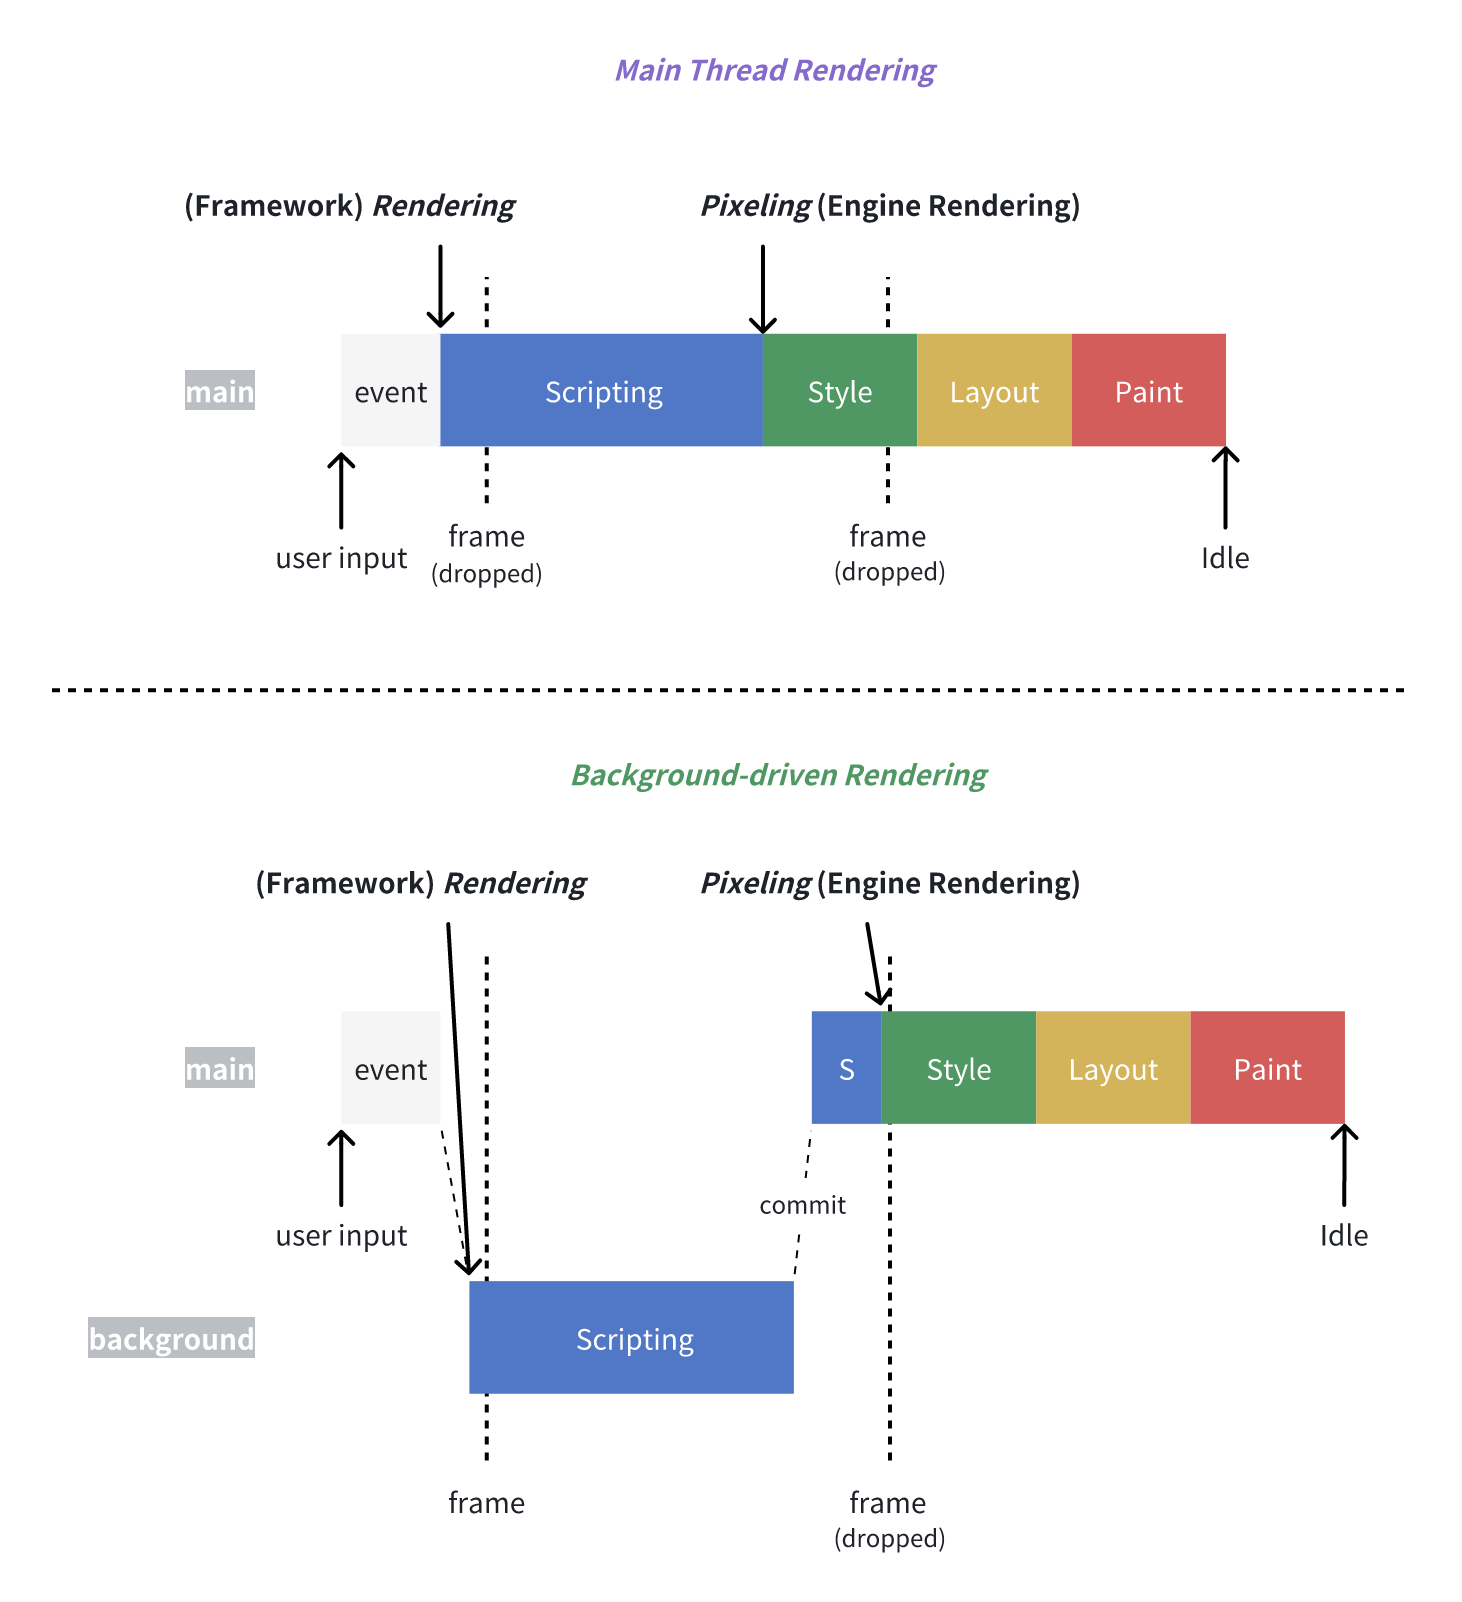 Main Thread Rendering
(Framework) Rendering
Pixeling (Engine Rendering)
main
event
Scripting
Style
Layout
Paint
user input
frame
(dropped)
frame
(dropped)
Idle
Background-driven Rendering
(Framework) Rendering
Pixeling (Engine Rendering)
main
event
S
Style
Layout
Paint
user input
commit
Idle
background
Scripting
frame
frame
(dropped)